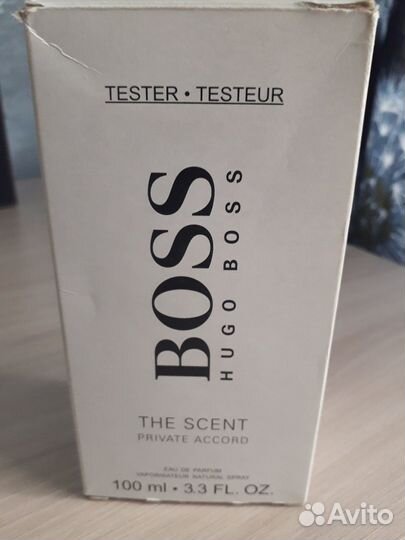 TESTER • TESTEUR
BOSS
HUGO BOSS
THE SCENT
PRIVATE ACCORD
EAU DE PARFUM
VAPORISATEUR NATURAL SPRAY
100 ml • 3.3 FL. OZ.
Avito